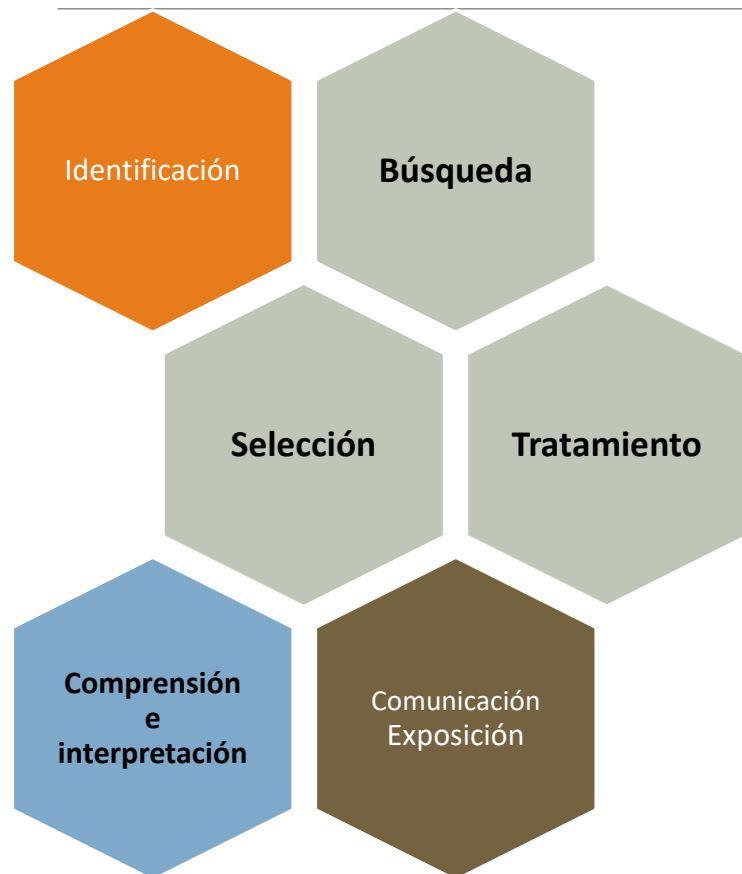 Identificación
Búsqueda
Selección
Tratamiento
Comprensión
e
interpretación
Comunicación
Exposición